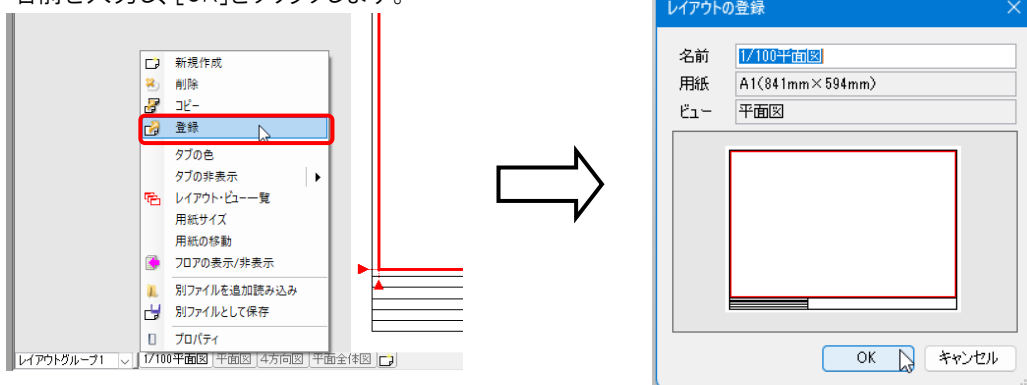 名前を入力し、[OK]をクリックします。
新規作成
削除
コピー
登録
タブの色
タブの非表示
レイアウト・ビュー一覧
用紙サイズ
用紙の移動
フロアの表示/非表示
別ファイルを追加読み込み
別ファイルとして保存
プロパティ
レイアウトグループ1 1/100平面図 平面図 4方向図 平面全体図
レイアウトの登録
名前 1/100平面図
用紙 A1(841mm×594mm)
ビュー 平面図
OK キャンセル